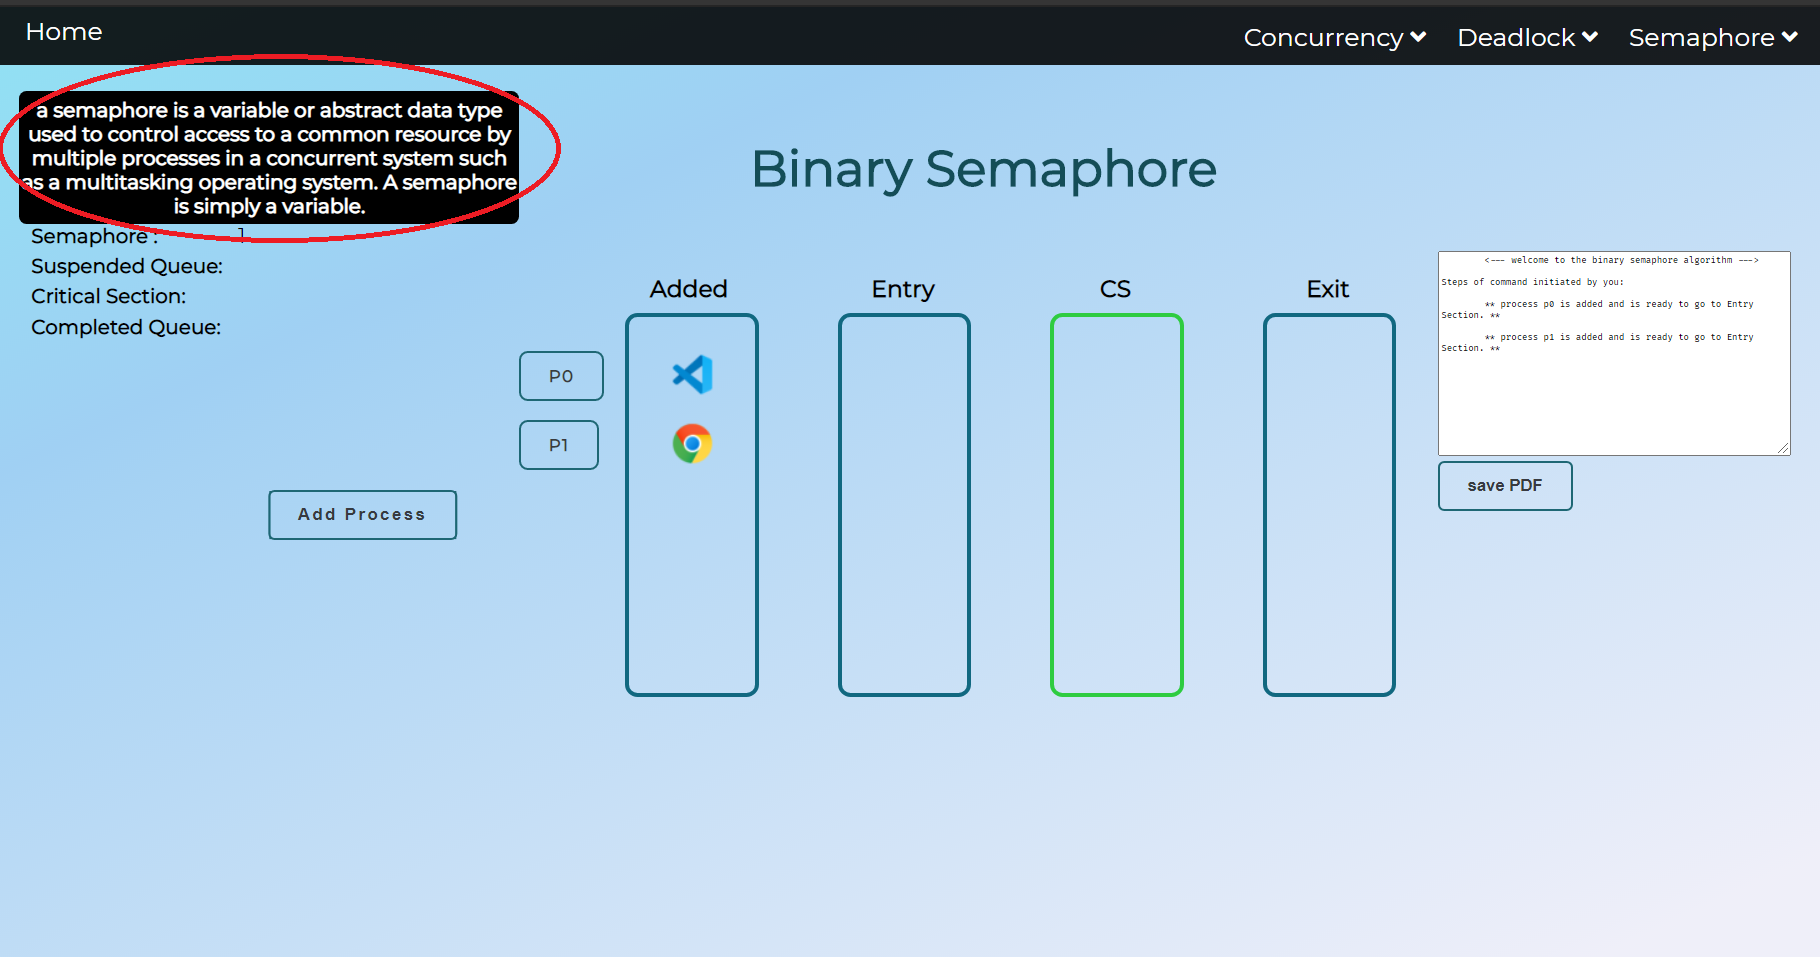 Home
Concurrency
Deadlock
Semaphore
a semaphore is a variable or abstract data type
used to control access to a common resource by
multiple processes in a concurrent system such
as a multitasking operating system. A semaphore
is simply a variable.
Binary Semaphore
Semaphore : 1
Suspended Queue:
Critical Section:
Completed Queue:
Added
Entry
CS
Exit
P0
P1
Add Process
<--- welcome to the binary semaphore algorithm --->
Steps of command initiated by you:
** process p0 is added and is ready to go to Entry
Section. **
** process p1 is added and is ready to go to Entry
Section. **
save PDF